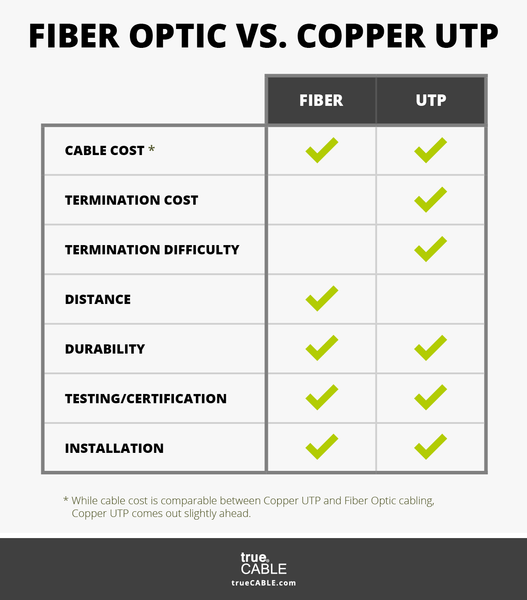 FIBER OPTIC VS. COPPER UTP
FIBER UTP
CABLE COST *
TERMINATION COST
TERMINATION DIFFICULTY
DISTANCE
DURABILITY
TESTING/CERTIFICATION
INSTALLATION
* While cable cost is comparable between Copper UTP and Fiber Optic cabling,
Copper UTP comes out slightly ahead.
true®
CABLE
trueCABLE.com